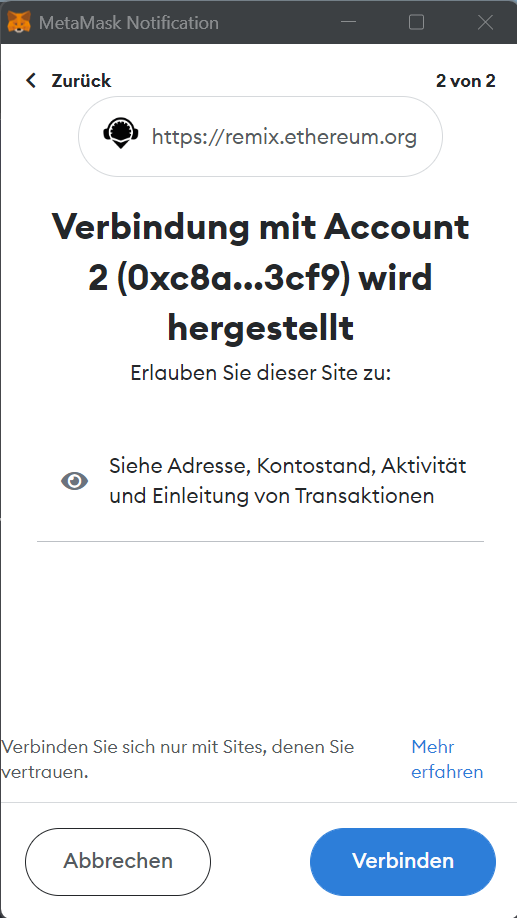 MetaMask Notification
Zurück
2 von 2
https://remix.ethereum.org
Verbindung mit Account
2 (0xc8a...3cf9) wird
hergestellt
Erlauben Sie dieser Site zu:
Siehe Adresse, Kontostand, Aktivität
und Einleitung von Transaktionen
Verbinden Sie sich nur mit Sites, denen Sie
vertrauen.
Mehr
erfahren
Abbrechen
Verbinden